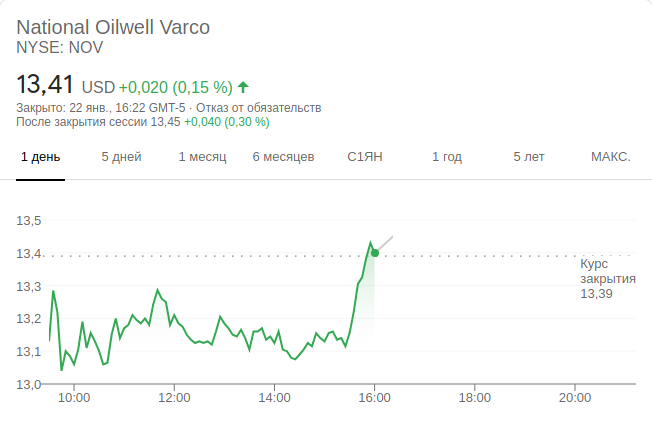 National Oilwell Varco
NYSE: NOV
13,41 USD +0,020 (0,15 %)
Закрыто: 22 янв., 16:22 GMT-5 · Отказ от обязательств
После закрытия сессии 13,45 +0,040 (0,30 %)
1 день 5 дней 1 месяц 6 месяцев С1ЯН 1 год 5 лет МАКС.
13,5
13,4
13,3
13,2
13,1
13,0
Курс
закрытия
13,39
10:00 12:00 14:00 16:00 18:00 20:00